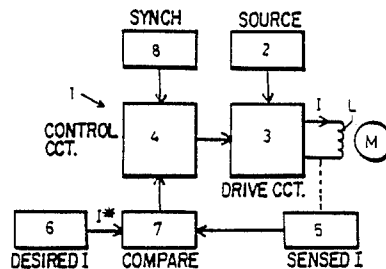 SYNCH SOURCE
8 2
1 I L
CONTROL CCT. 4 3 M
DRIVE CCT.
I*
6 7 5
DESIRED I COMPARE SENSED I